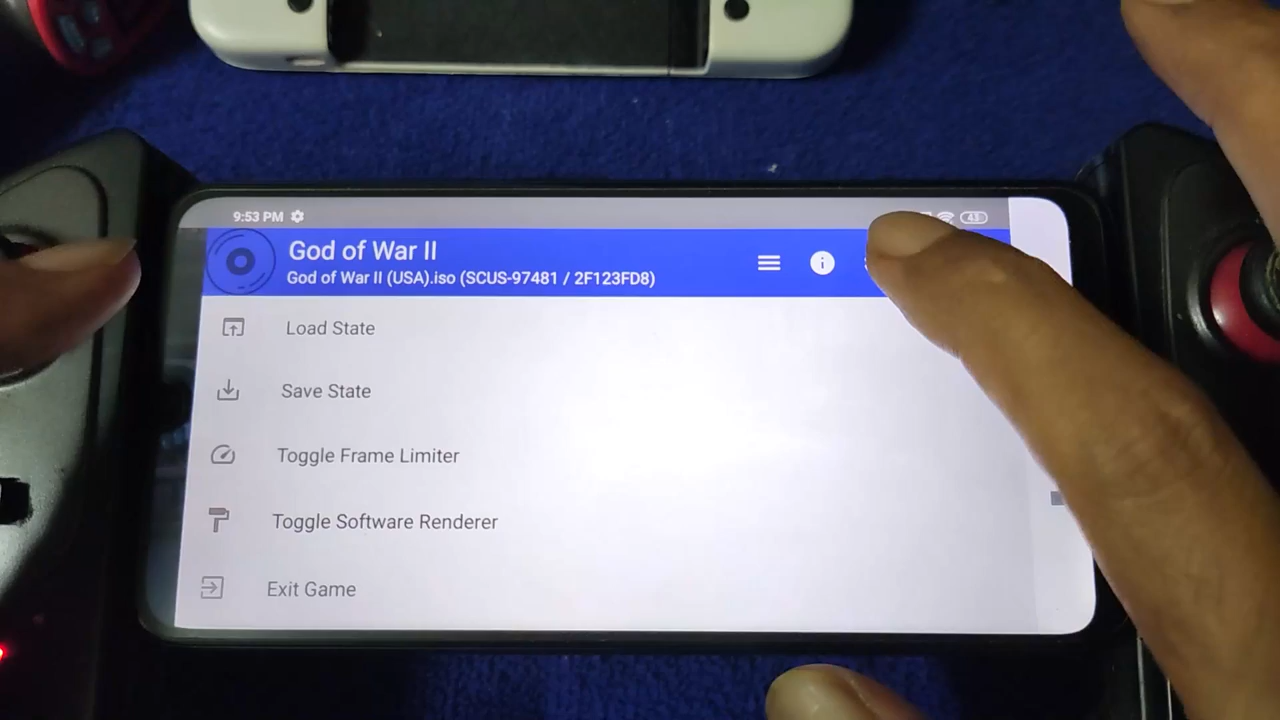 9:53 PM
God of War II
God of War II (USA).iso (SCUS-97481 / 2F123FD8)
Load State
Save State
Toggle Frame Limiter
Toggle Software Renderer
Exit Game